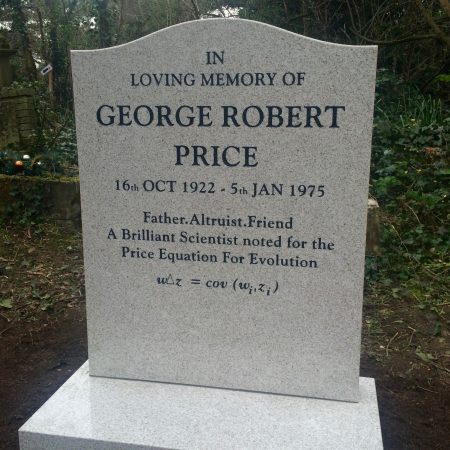 IN
LOVING MEMORY OF
GEORGE ROBERT
PRICE
16th OCT 1922 - 5th JAN 1975
Father.Altruist.Friend
A Brilliant Scientist noted for the
Price Equation For Evolution
w△z = cov (wᵢ,zᵢ)